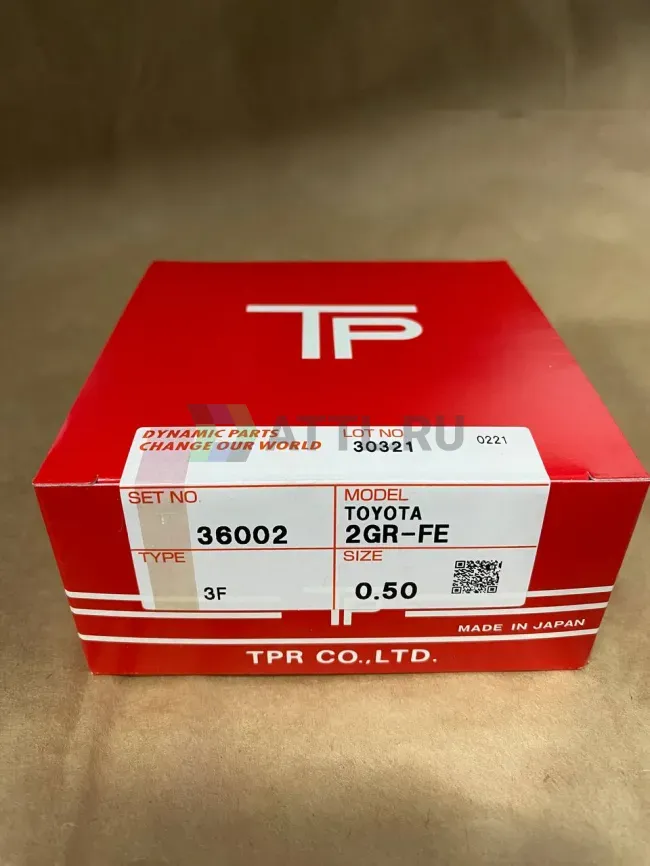 TP
ATTI.RU
DYNAMIC PARTS
CHANGE OUR WORLD
LOT NO
30321
0221
SET NO.
36002
MODEL
TOYOTA
2GR-FE
TYPE
3F
SIZE
0.50
TP
MADE IN JAPAN
TPR CO.,LTD.